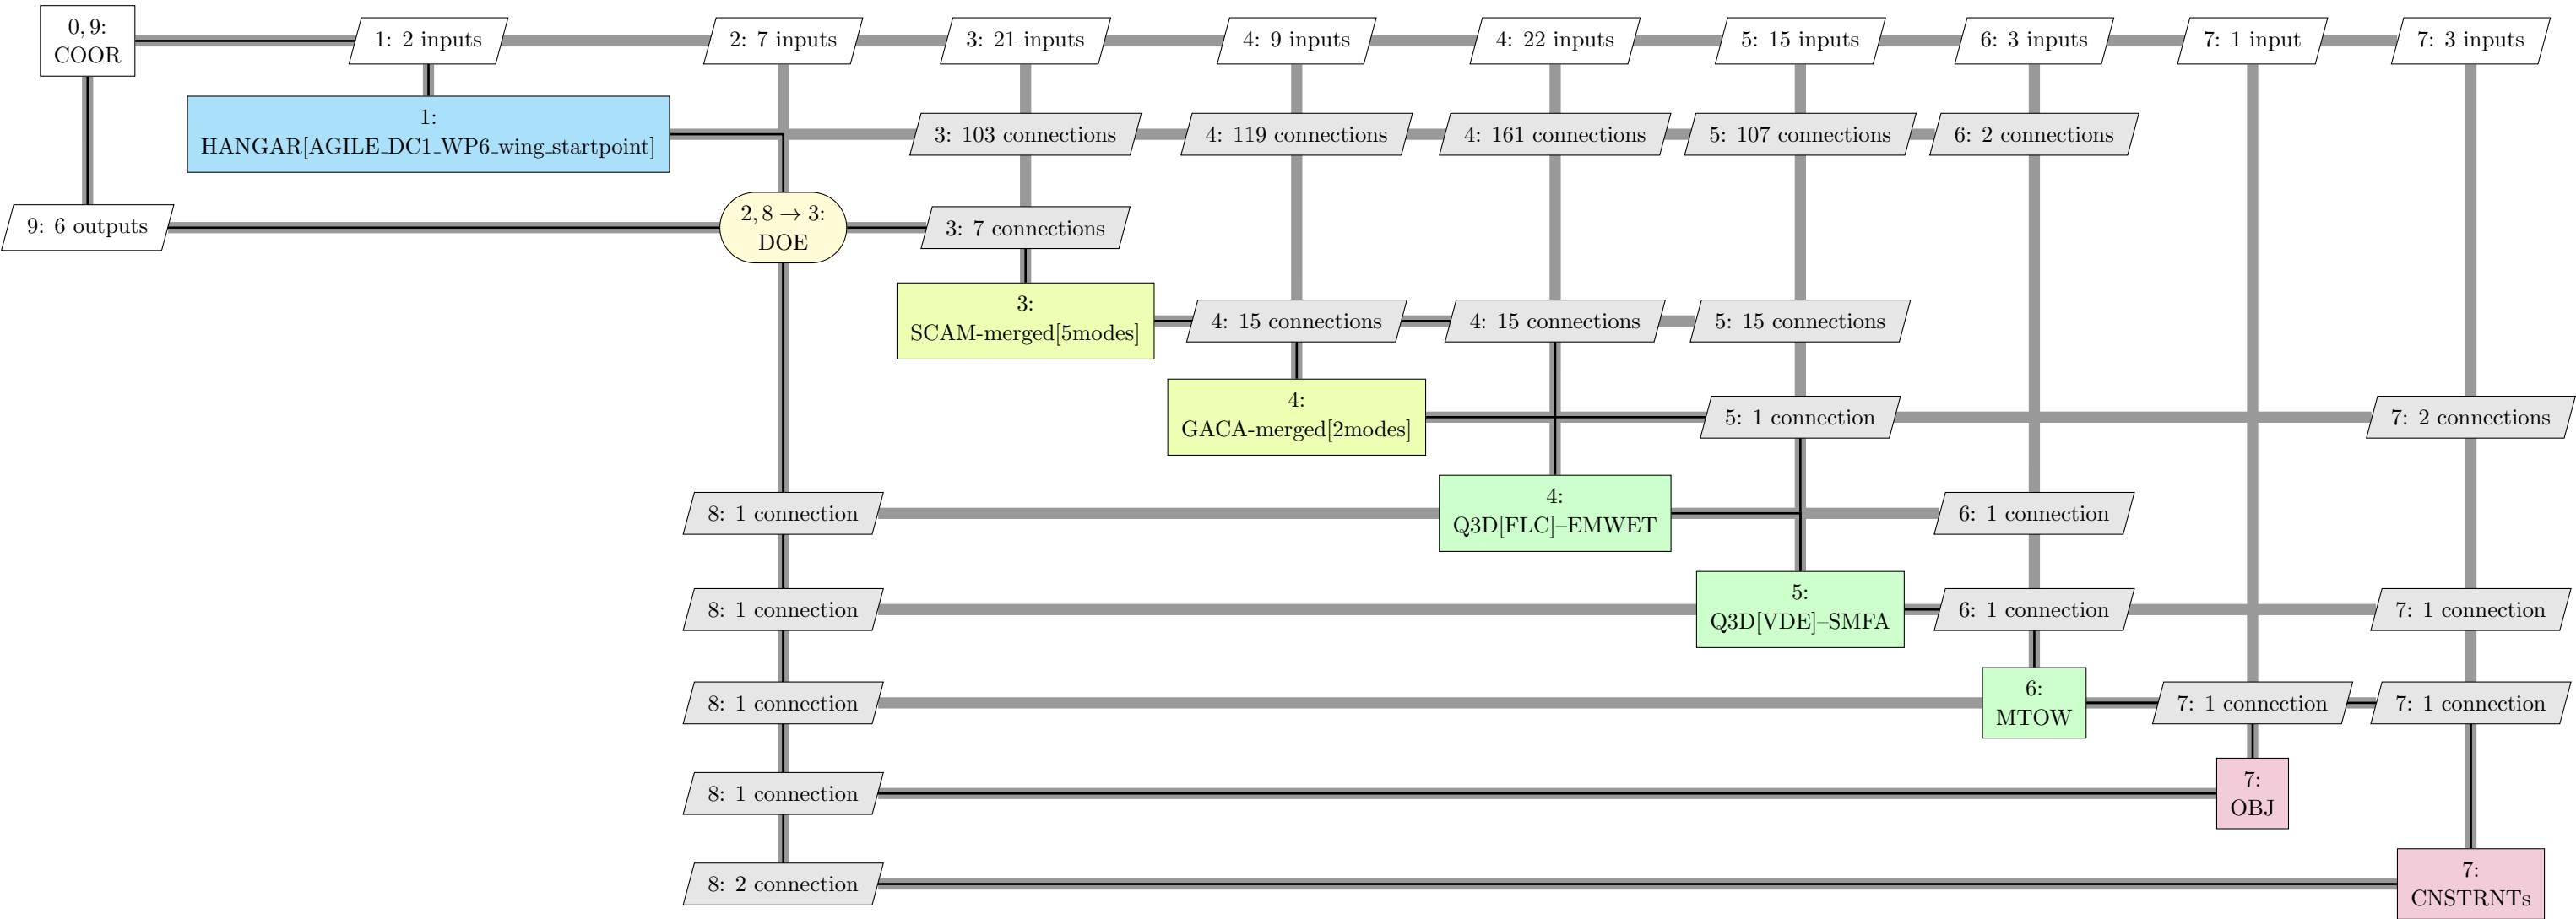 0, 9:
COOR
1: 2 inputs
2: 7 inputs
3: 21 inputs
4: 9 inputs
4: 22 inputs
5: 15 inputs
6: 3 inputs
7: 1 input
7: 3 inputs
1:
HANGAR[AGILE_DC1_WP6_wing_startpoint]
3: 103 connections
4: 119 connections
4: 161 connections
5: 107 connections
6: 2 connections
9: 6 outputs
2, 8 → 3:
DOE
3: 7 connections
3:
SCAM-merged[5modes]
4: 15 connections
4: 15 connections
5: 15 connections
4:
GACA-merged[2modes]
5: 1 connection
7: 2 connections
8: 1 connection
4:
Q3D[FLC]–EMWET
6: 1 connection
8: 1 connection
5:
Q3D[VDE]–SMFA
6: 1 connection
7: 1 connection
8: 1 connection
6:
MTOW
7: 1 connection
7: 1 connection
8: 1 connection
7:
OBJ
8: 2 connection
7:
CNSTRNTs